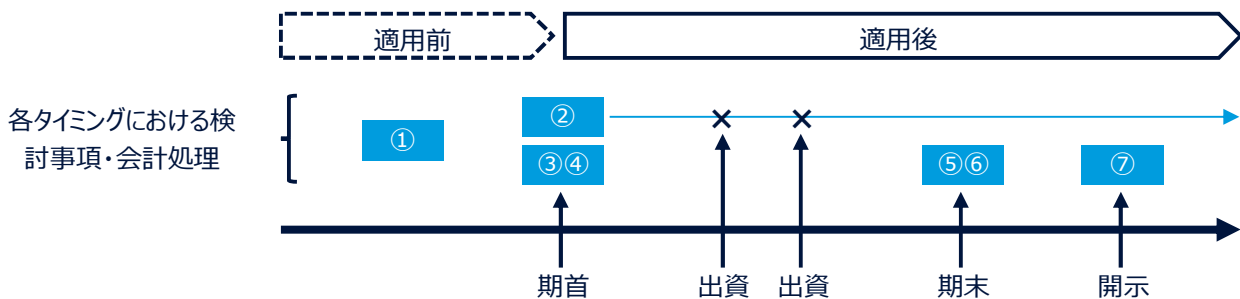 適用前
適用後
各タイミングにおける検
討事項・会計処理
①
②
③④
⑤⑥
⑦
期首
出資
出資
期末
開示